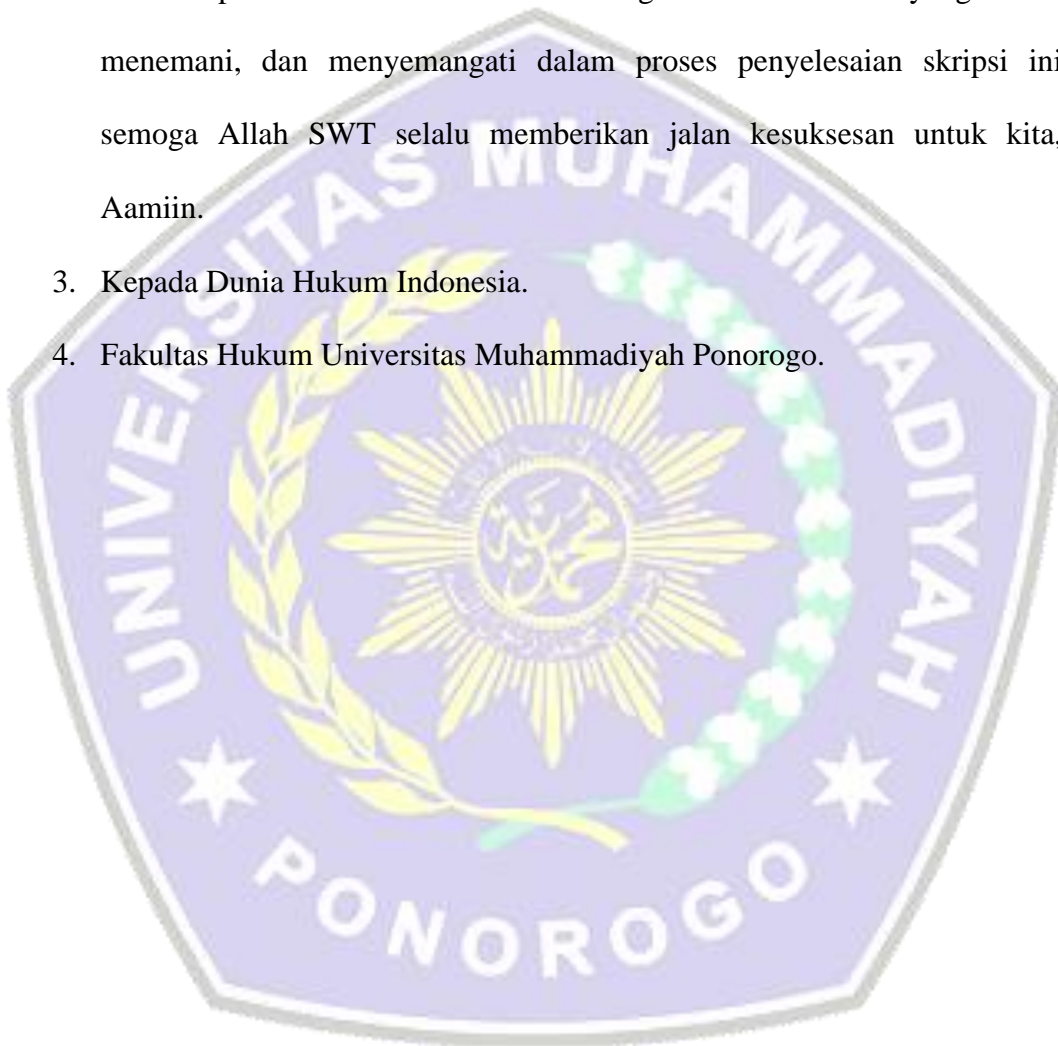 menemani, dan menyemangati dalam proses penyelesaian skripsi ini
semoga Allah SWT selalu memberikan jalan kesuksesan untuk kita,
Aamiin.
3. Kepada Dunia Hukum Indonesia.
4. Fakultas Hukum Universitas Muhammadiyah Ponorogo.
UNIVERSITAS MUHAMMADIYAH
PONOROGO